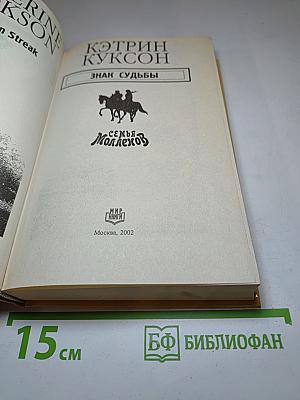 ERINE
KSON
n Streak
КЭТРИН
КУКСОН
ЗНАК СУДЬБЫ
СЕМЬЯ
МОЛЛЕНОВ
МИР
КНИГИ
Москва, 2002
15 см
БФ БИБЛИОФАН